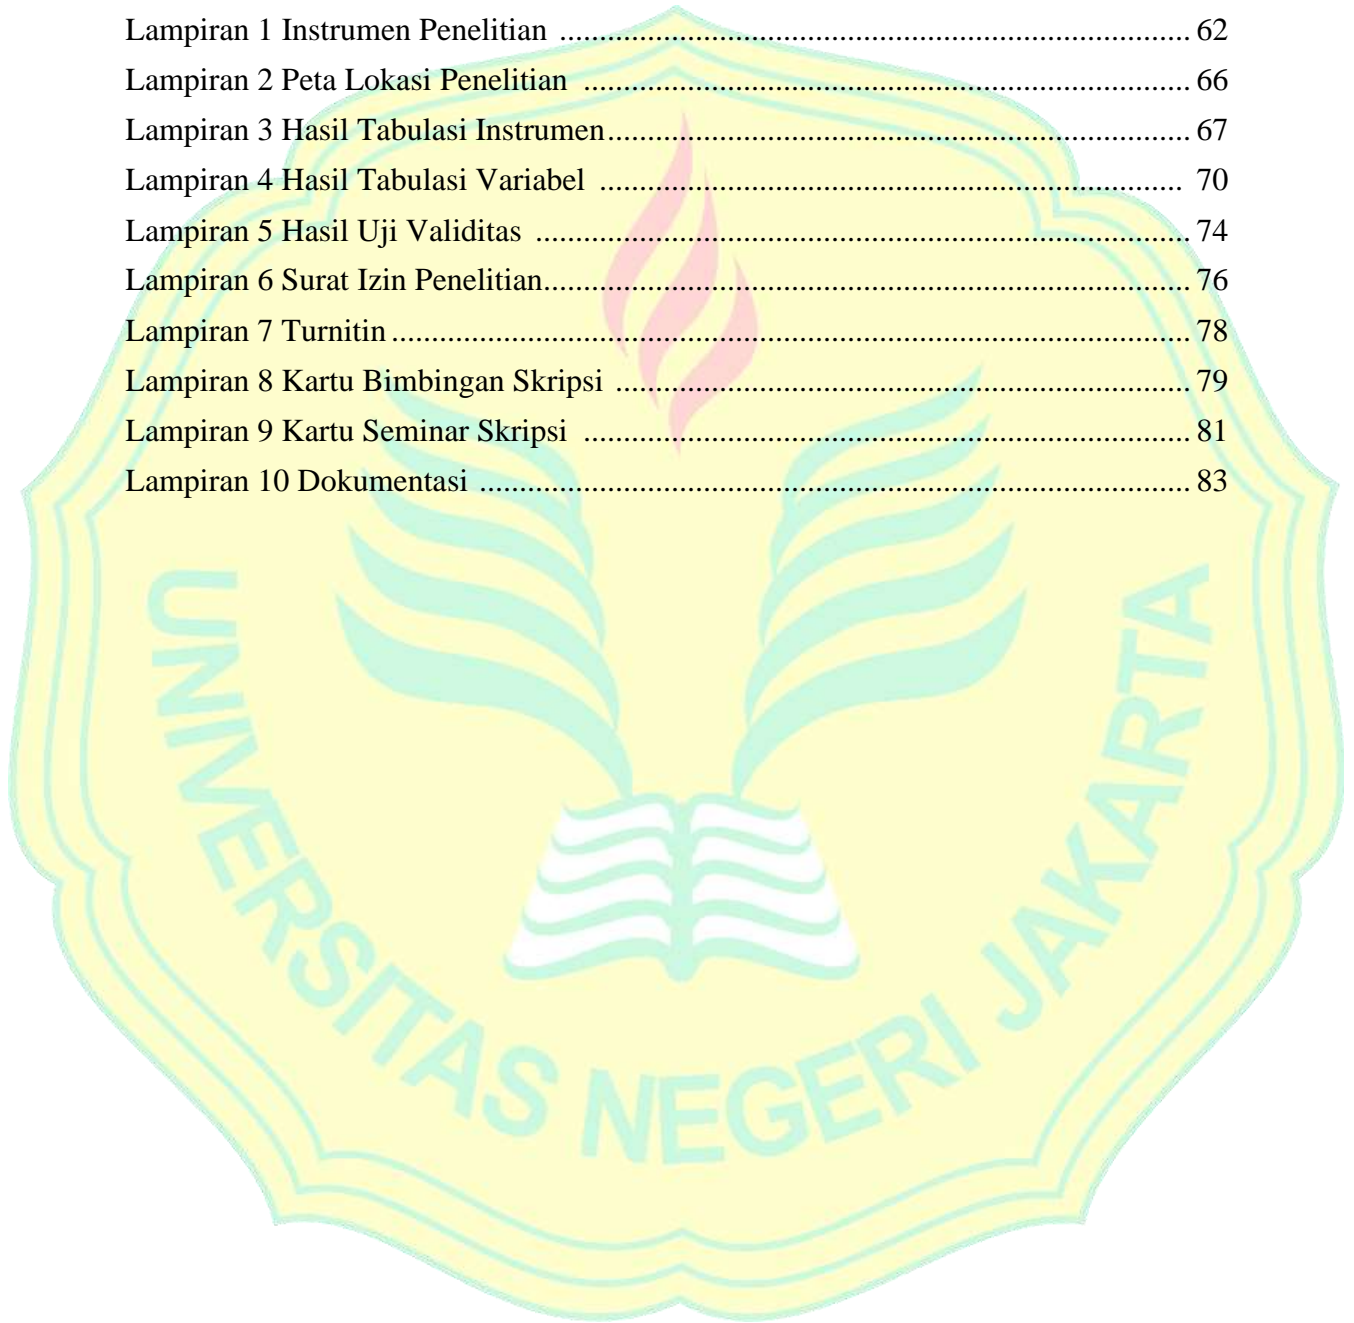 Lampiran 1 Instrumen Penelitian ................................................................................ 62
Lampiran 2 Peta Lokasi Penelitian ............................................................................. 66
Lampiran 3 Hasil Tabulasi Instrumen.......................................................................... 67
Lampiran 4 Hasil Tabulasi Variabel .......................................................................... 70
Lampiran 5 Hasil Uji Validitas ................................................................................... 74
Lampiran 6 Surat Izin Penelitian.................................................................................. 76
Lampiran 7 Turnitin ..................................................................................................... 78
Lampiran 8 Kartu Bimbingan Skripsi ......................................................................... 79
Lampiran 9 Kartu Seminar Skripsi ............................................................................. 81
Lampiran 10 Dokumentasi .......................................................................................... 83
UNIVERSITAS NEGERI JAKARTA